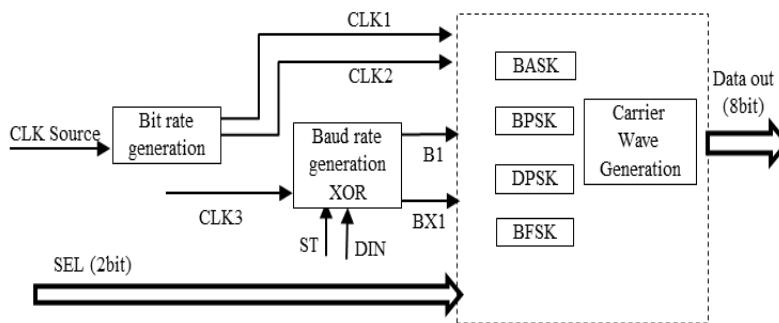 CLK1
CLK2
CLK Source
Bit rate
generation
Baud rate
generation
XOR
B1
BX1
CLK3
ST
DIN
SEL (2bit)
BASK
BPSK
DPSK
BFSK
Carrier
Wave
Generation
Data out
(8bit)